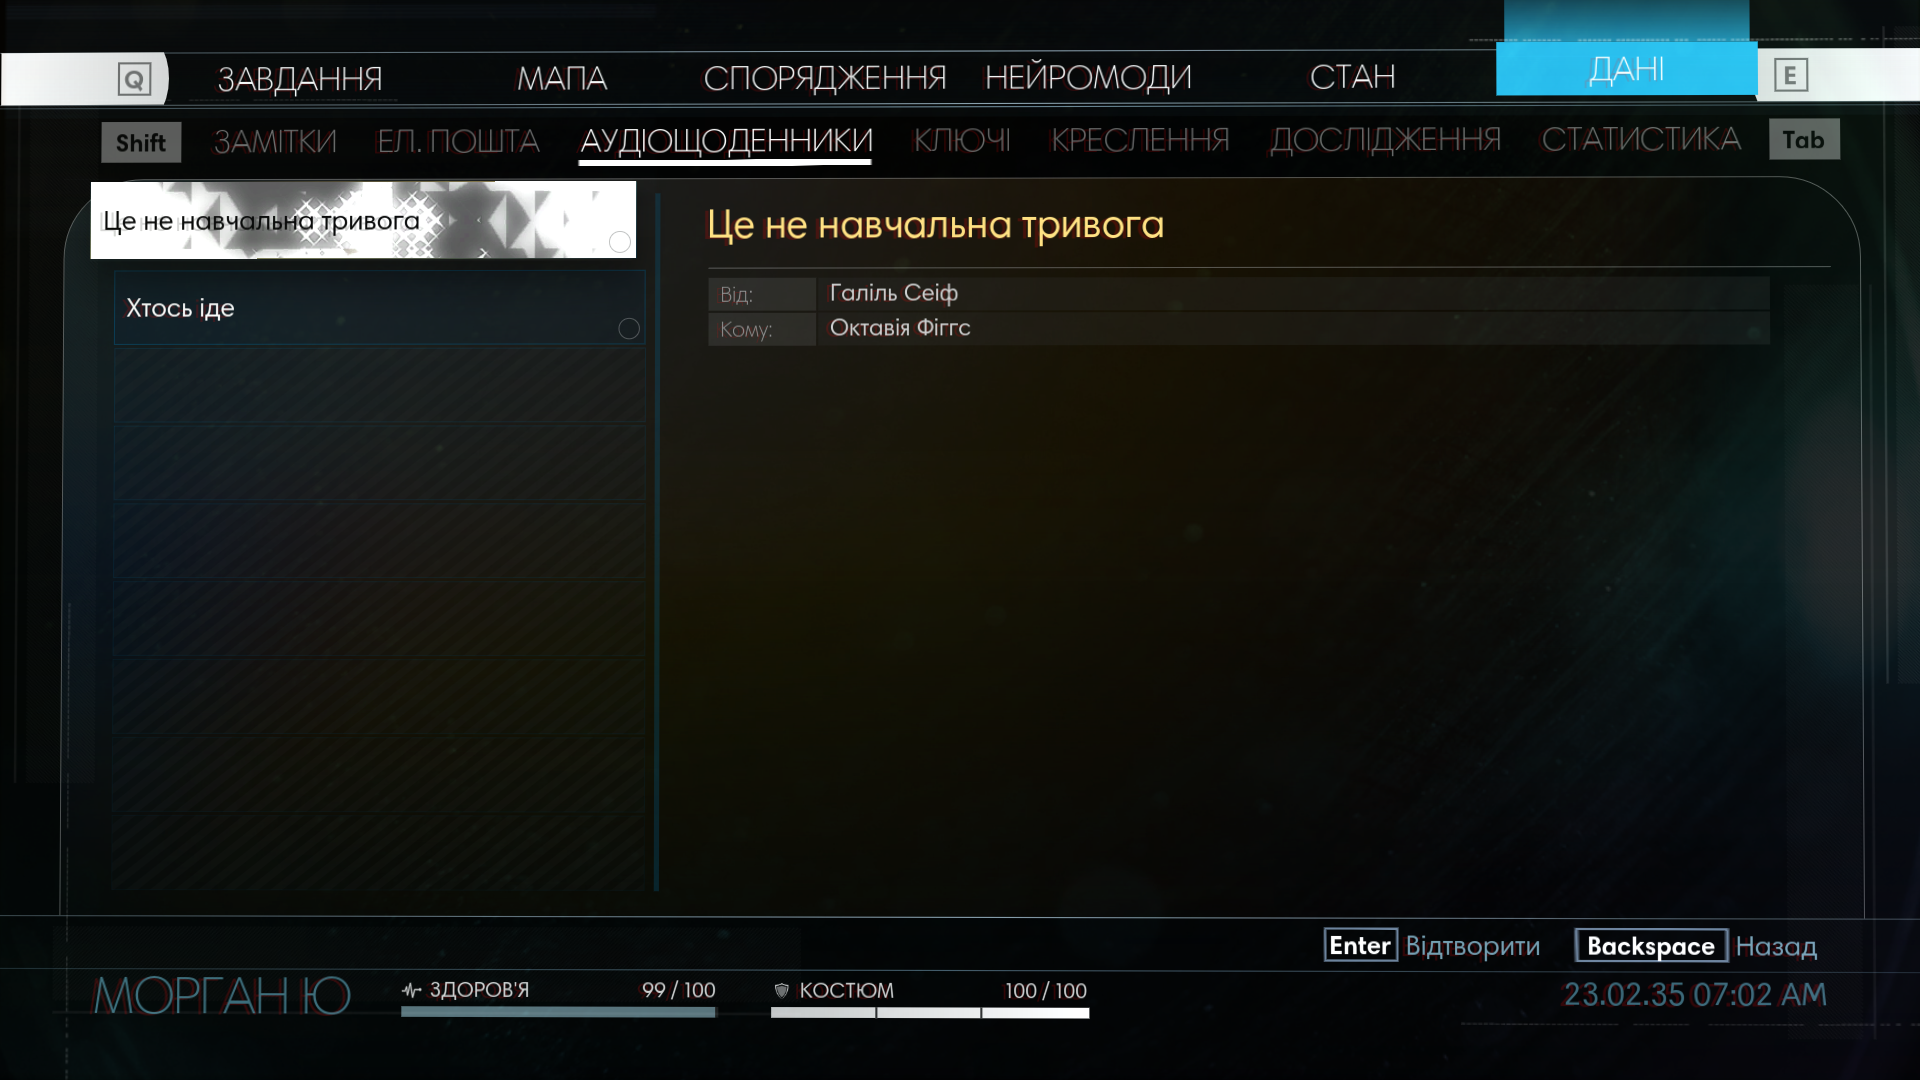 Q ЗАВДАННЯ МАПА СПОРЯДЖЕННЯ НЕЙРОМОДИ СТАН ДАНІ E
Shift ЗАМІТКИ ЕЛ. ПОШТА АУДІОЩОДЕННИКИ КЛЮЧІ КРЕСЛЕННЯ ДОСЛІДЖЕННЯ СТАТИСТИКА Tab
Це не навчальна тривога
Хтось іде
Це не навчальна тривога
Від: Галіль Сеіф
Кому: Октавія Фіггс
Enter Відтворити Backspace Назад
МОРГАН Ю ЗДОРОВ'Я 99 / 100 КОСТЮМ 100 / 100 23.02.35 07:02 AM